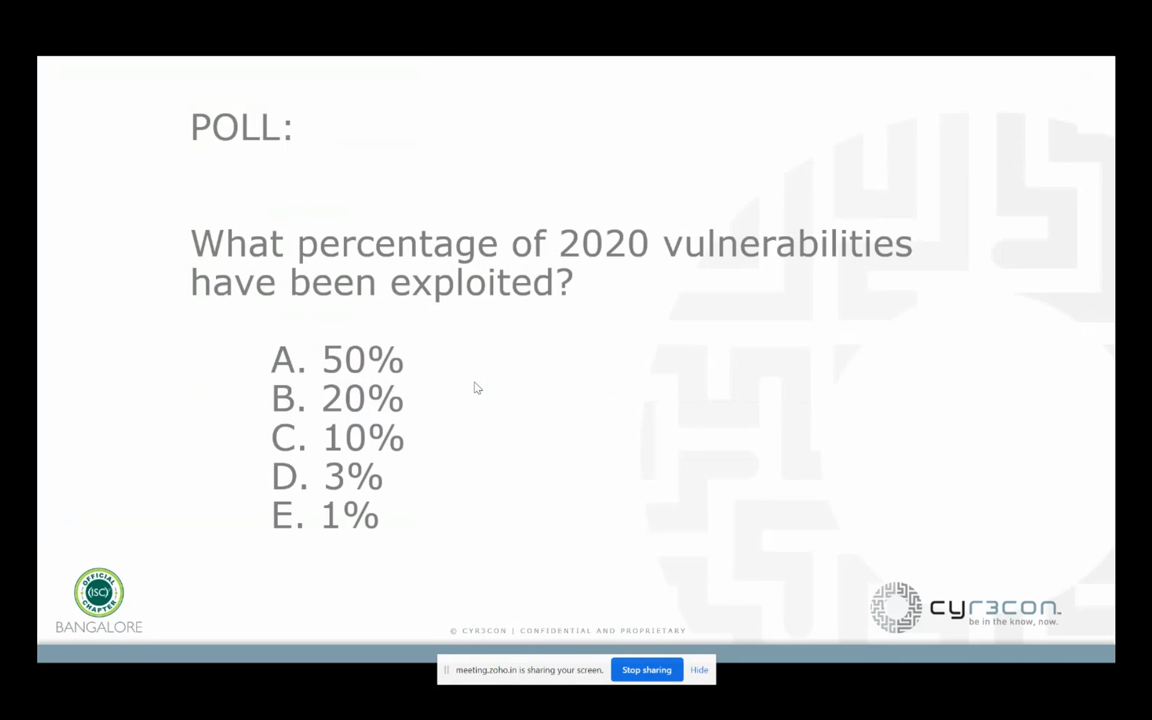 POLL:
What percentage of 2020 vulnerabilities
have been exploited?
A. 50%
B. 20%
C. 10%
D. 3%
E. 1%
OFFICIAL
(ISC)
CHAPTER
BANGALORE
cyr3con
be in the know, now.
© CYR3CON | CONFIDENTIAL AND PROPRIETARY
meeting.zoho.in is sharing your screen. Stop sharing Hide